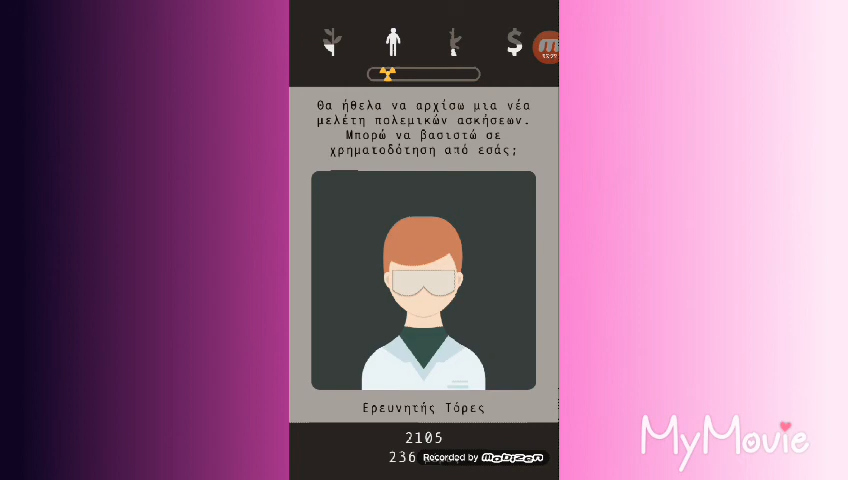 Θα ήθελα να αρχίσω μια νέα
μελέτη πολεμικών ασκήσεων.
Μπορώ να βασιστώ σε
χρηματοδότηση από εσάς;
Ερευνητής Τόρες
2105
236
Recorded by mobizen
MyMovie